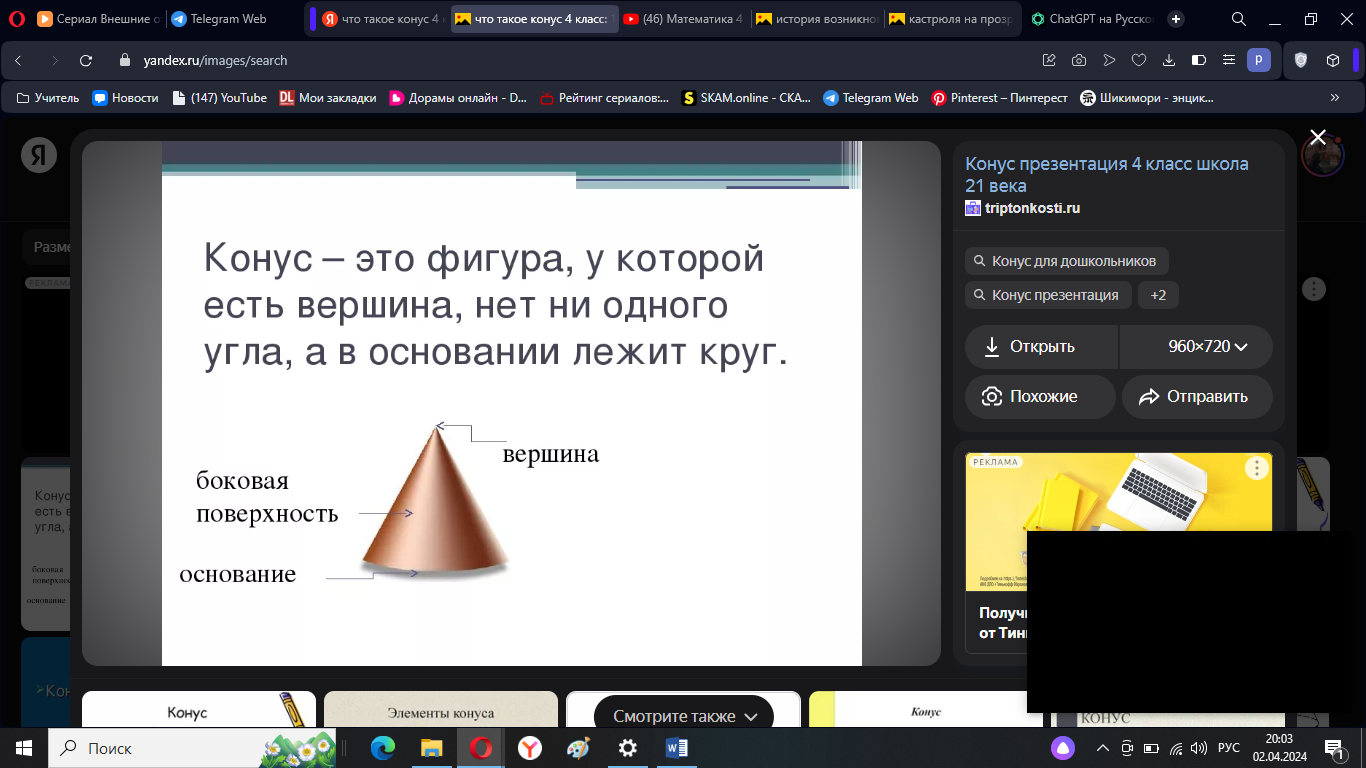 Сериал Внешние о
Telegram Web
что такое конус 4 к
что такое конус 4 класс:
(46) Математика 4
история возникно
кастрюля на прозр
ChatGPT на Русско
yandex.ru/images/search
p
Учитель
Новости
(147) YouTube
DL Мои закладки
Дорамы онлайн - D...
Рейтинг сериалов:...
S SKAM.online - СКА...
Telegram Web
Pinterest – Пинтерест
Шикимори - энцик...
»
Я
Разме
РЕКЛАМА
Конус – это фигура, у которой
есть вершина, нет ни одного
угла, а в основании лежит круг.
вершина
боковая
поверхность
основание
Конус презентация 4 класс школа
21 века
triptonkosti.ru
Конус для дошкольников
Конус презентация
+2
Открыть
960×720
Похожие
Отправить
РЕКЛАМА
Получи
от Тин
Конус
Элементы конуса
Смотрите также
Конус
КОНУС
Поиск
РУС
20:03
02.04.2024
1